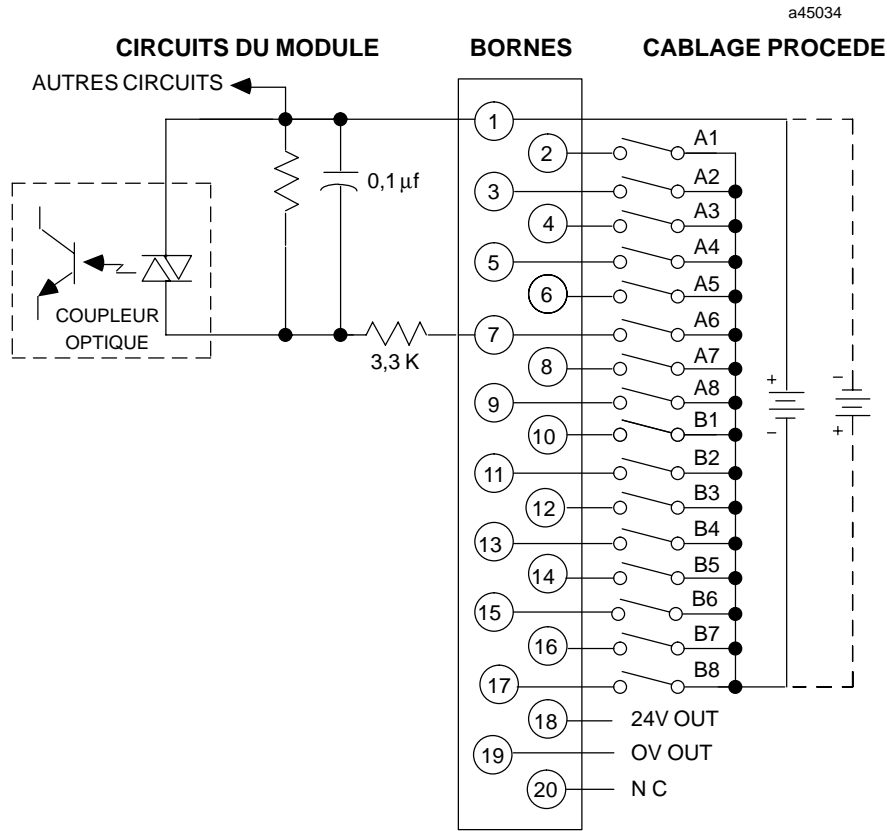 a45034
CIRCUITS DU MODULE BORNES CABLAGE PROCEDE
AUTRES CIRCUITS
1
2 A1
3 A2
0,1 µf
4 A3
5 A4
6 A5
COUPLEUR
OPTIQUE
7 A6
3,3 K
8 A7
9 A8
+ –
10 B1
– +
11 B2
12 B3
13 B4
14 B5
15 B6
16 B7
17 B8
18 24V OUT
19 OV OUT
20 N C